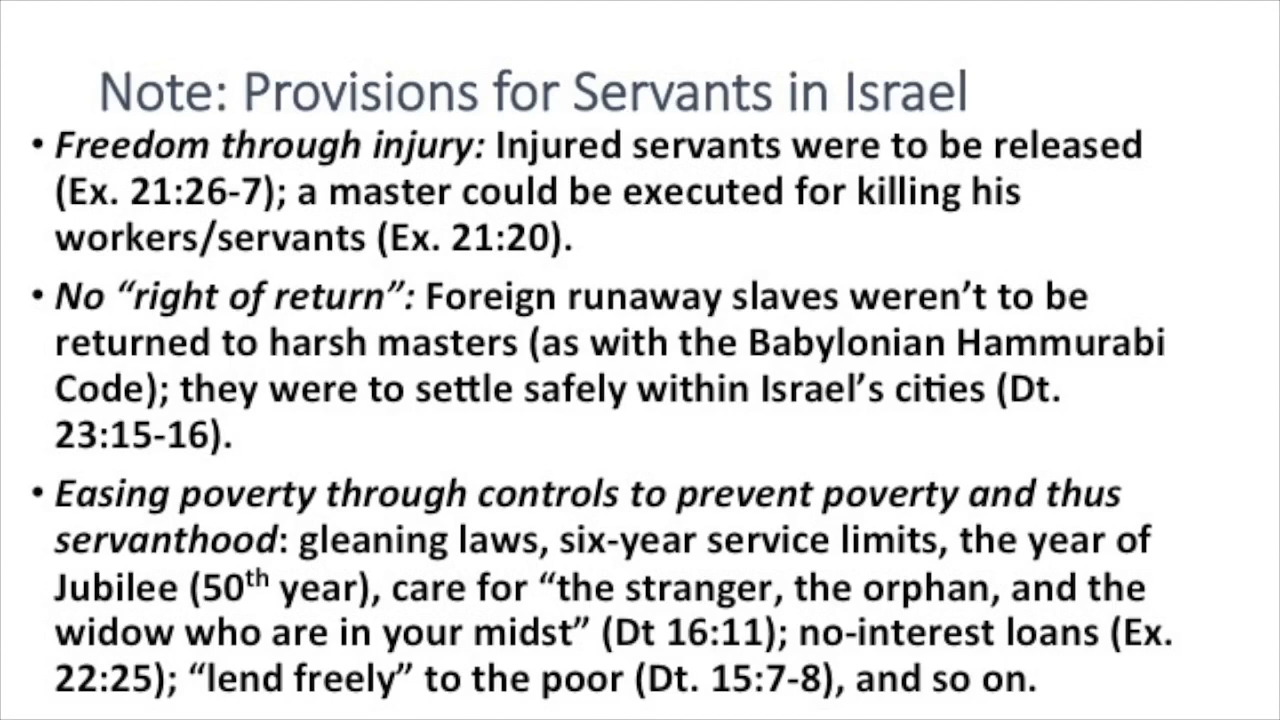 Note: Provisions for Servants in Israel
• Freedom through injury: Injured servants were to be released
(Ex. 21:26-7); a master could be executed for killing his
workers/servants (Ex. 21:20).
• No “right of return”: Foreign runaway slaves weren’t to be
returned to harsh masters (as with the Babylonian Hammurabi
Code); they were to settle safely within Israel’s cities (Dt.
23:15-16).
• Easing poverty through controls to prevent poverty and thus
servanthood: gleaning laws, six-year service limits, the year of
Jubilee (50th year), care for “the stranger, the orphan, and the
widow who are in your midst” (Dt 16:11); no-interest loans (Ex.
22:25); “lend freely” to the poor (Dt. 15:7-8), and so on.